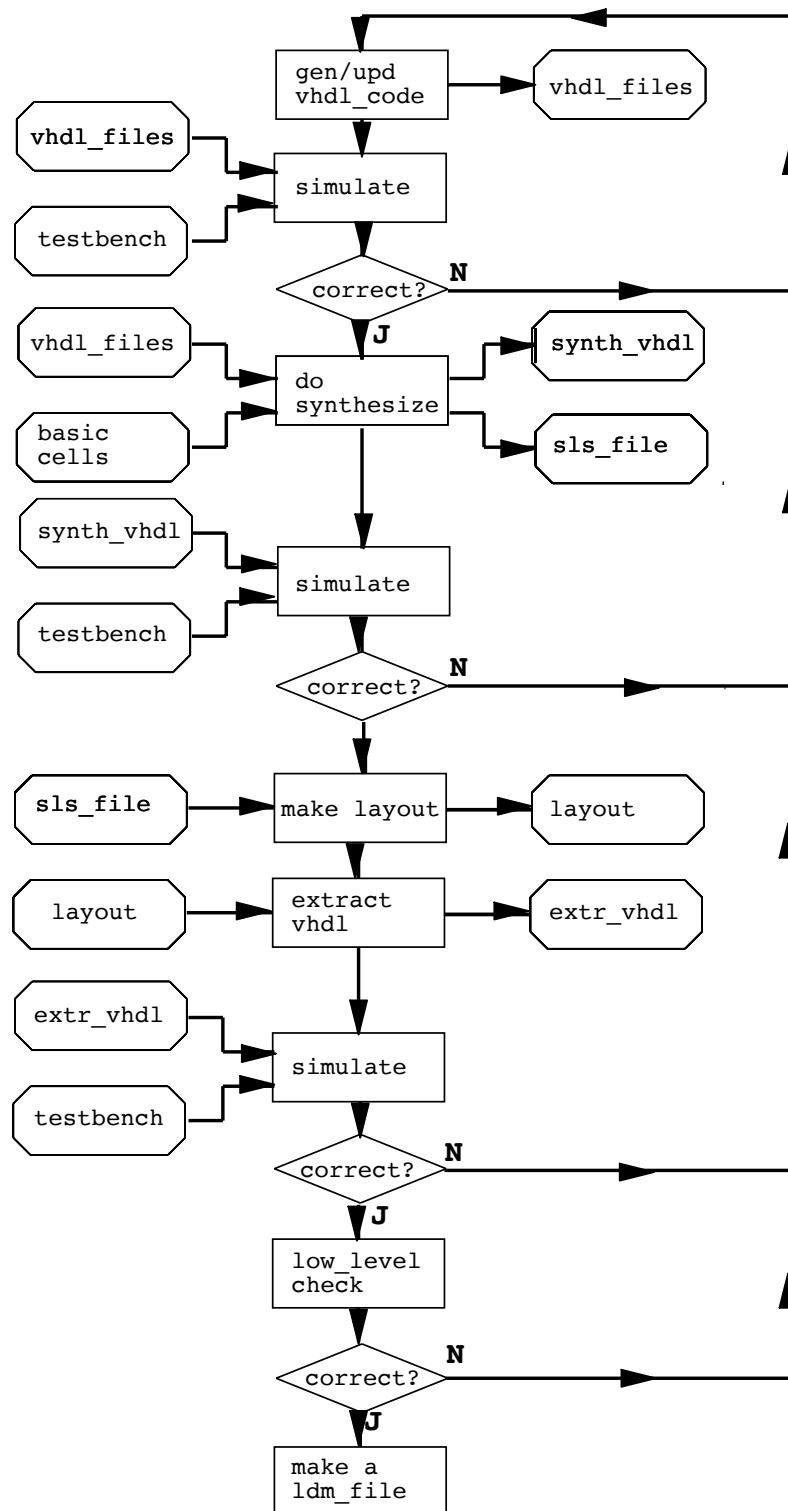 gen/upd
vhdl_code
vhdl_files
vhdl_files
simulate
testbench
correct?
N
J
vhdl_files
synth_vhdl
do
synthesize
basic
cells
sls_file
synth_vhdl
simulate
testbench
correct?
N
sls_file
make layout
layout
layout
extract
vhdl
extr_vhdl
extr_vhdl
simulate
testbench
correct?
N
J
low_level
check
correct?
N
J
make a
ldm_file